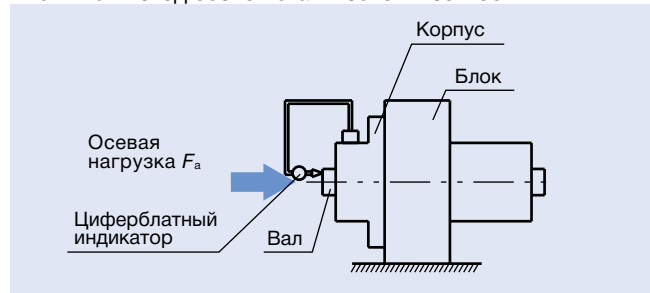 Корпус
Блок
Осевая
нагрузка Fa
Циферблатный
индикатор
Вал